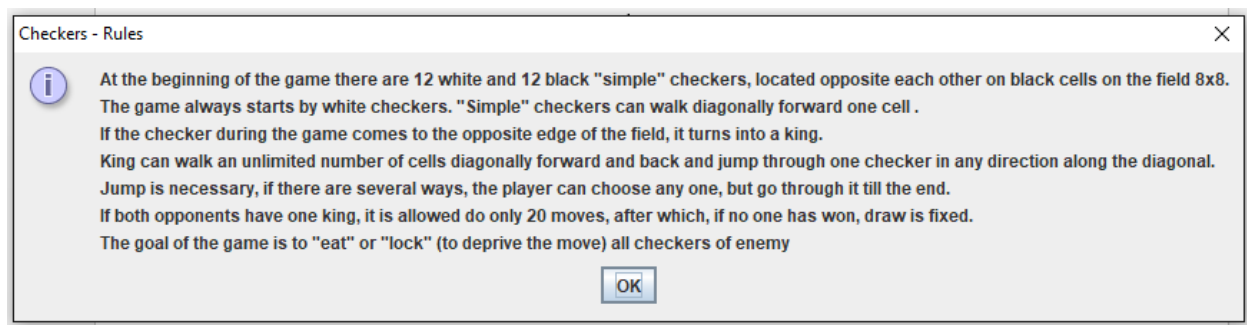 Checkers - Rules
At the beginning of the game there are 12 white and 12 black "simple" checkers, located opposite each other on black cells on the field 8x8.
The game always starts by white checkers. "Simple" checkers can walk diagonally forward one cell .
If the checker during the game comes to the opposite edge of the field, it turns into a king.
King can walk an unlimited number of cells diagonally forward and back and jump through one checker in any direction along the diagonal.
Jump is necessary, if there are several ways, the player can choose any one, but go through it till the end.
If both opponents have one king, it is allowed do only 20 moves, after which, if no one has won, draw is fixed.
The goal of the game is to "eat" or "lock" (to deprive the move) all checkers of enemy
OK